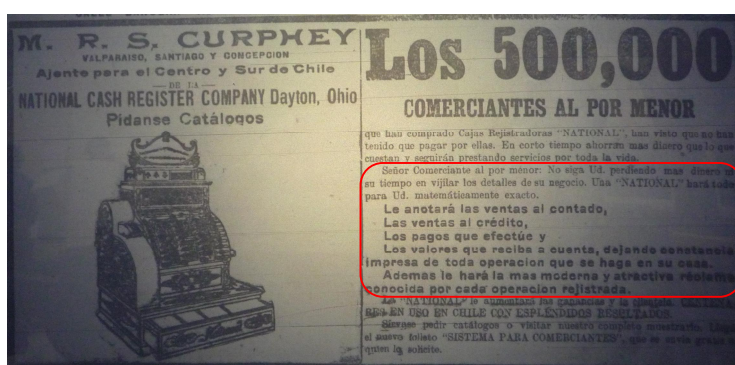 M. R. S. CURPHEY
VALPARAISO, SANTIAGO Y CONCEPCION
Ajente para el Centro y Sur de Chile
DE LA
NATIONAL CASH REGISTER COMPANY Dayton, Ohio
Pídanse Catálogos
LOS 500,000
COMERCIANTES AL POR MENOR
que han comprado Cajas Rejistradoras "NATIONAL", han visto que no han
tenido que pagar por ellas. En corto tiempo ahorran mas dinero que lo que
cuestan y seguirán prestando servicios por toda la vida.
Señor Comerciante al por menor: No siga Ud. perdiendo mas dinero ni
su tiempo en vijilar los detalles de su negocio. Una "NATIONAL" hará todo
para Ud. matemáticamente exacto.
Le anotará las ventas al contado,
Las ventas al crédito,
Los pagos que efectúe y
Los valores que reciba a cuenta, dejando constancia
impresa de toda operacion que se haga en su casa.
Ademas le hará la mas moderna y atractiva réclame
conocida por cada operacion rejistrada.
La "NATIONAL" le aumentará las ganancias
EN USO EN CHILE CON ESPLÉNDIDOS RESULTADOS.
Sírvase pedir catálogos o visitar nuestro completo muestrario.
el nuevo folleto "SISTEMA PARA COMERCIANTES", que se envía gratis a
quien lo solicite.